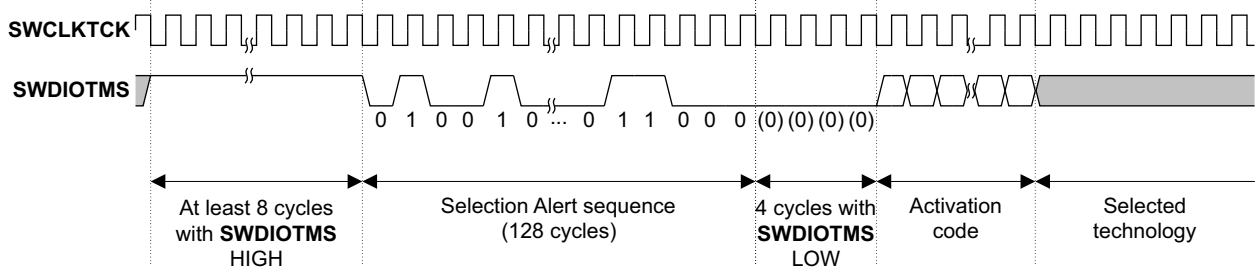 SWCLKTCK
SWDIOTMS
0 1 0 0 1 0 ... 0 1 1 0 0 0 (0) (0) (0) (0)
At least 8 cycles
with SWDIOTMS
HIGH
Selection Alert sequence
(128 cycles)
4 cycles with
SWDIOTMS
LOW
Activation
code
Selected
technology